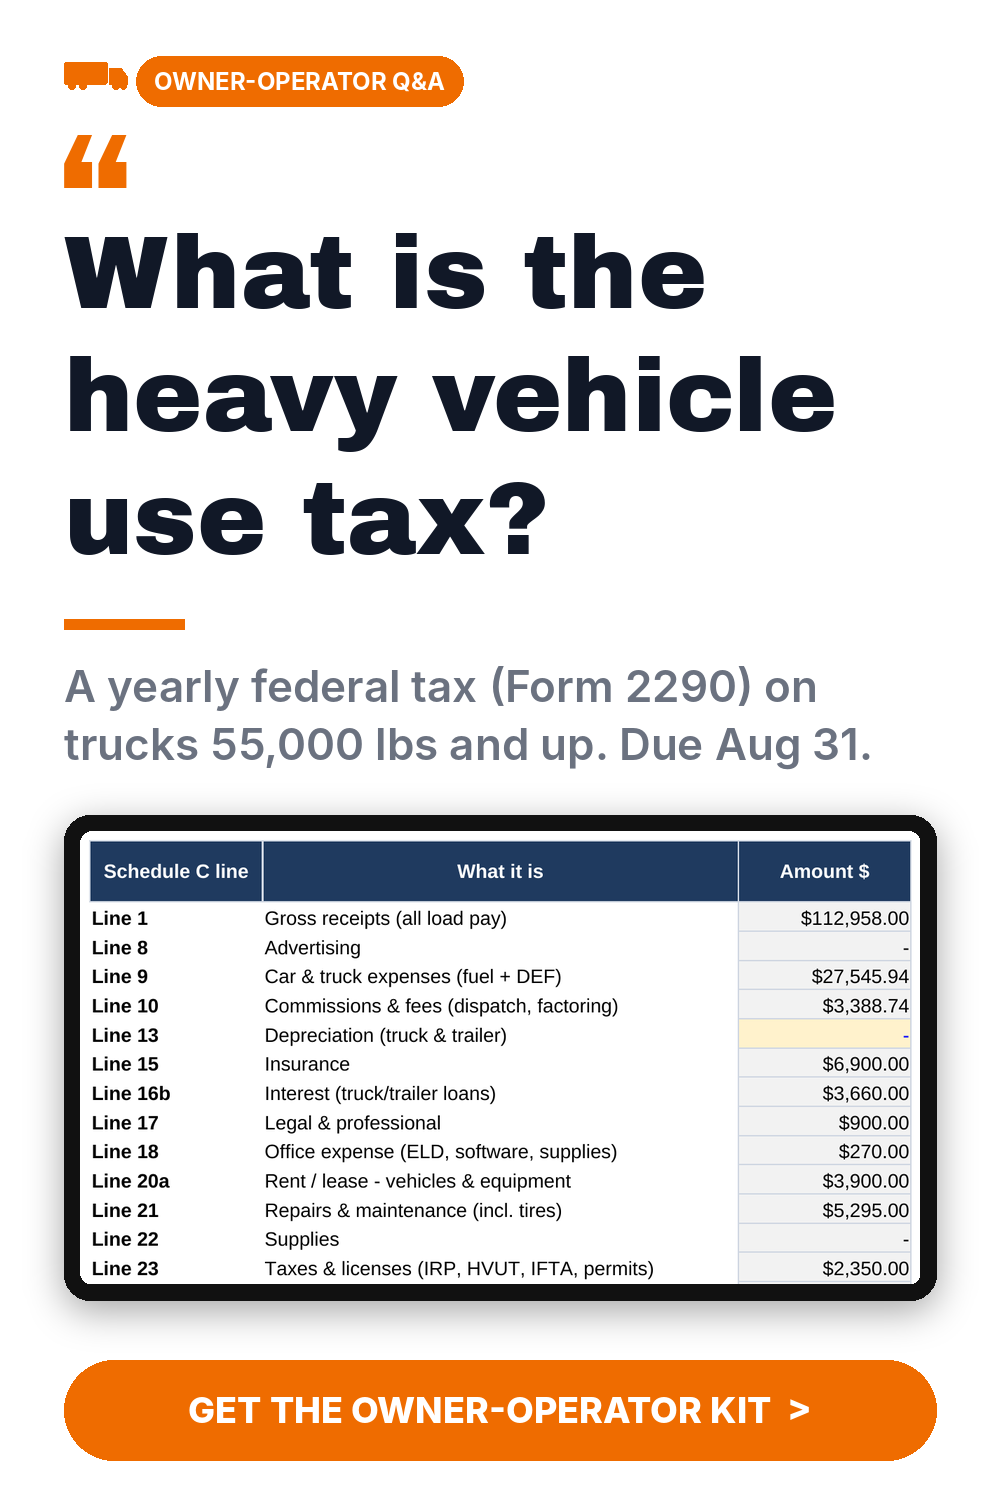 OWNER-OPERATOR Q&A
“
What is the
heavy vehicle
use tax?
A yearly federal tax (Form 2290) on
trucks 55,000 lbs and up. Due Aug 31.
Schedule C line What it is Amount $
Line 1 Gross receipts (all load pay) $112,958.00
Line 8 Advertising -
Line 9 Car & truck expenses (fuel + DEF) $27,545.94
Line 10 Commissions & fees (dispatch, factoring) $3,388.74
Line 13 Depreciation (truck & trailer) -
Line 15 Insurance $6,900.00
Line 16b Interest (truck/trailer loans) $3,660.00
Line 17 Legal & professional $900.00
Line 18 Office expense (ELD, software, supplies) $270.00
Line 20a Rent / lease - vehicles & equipment $3,900.00
Line 21 Repairs & maintenance (incl. tires) $5,295.00
Line 22 Supplies -
Line 23 Taxes & licenses (IRP, HVUT, IFTA, permits) $2,350.00
GET THE OWNER-OPERATOR KIT >